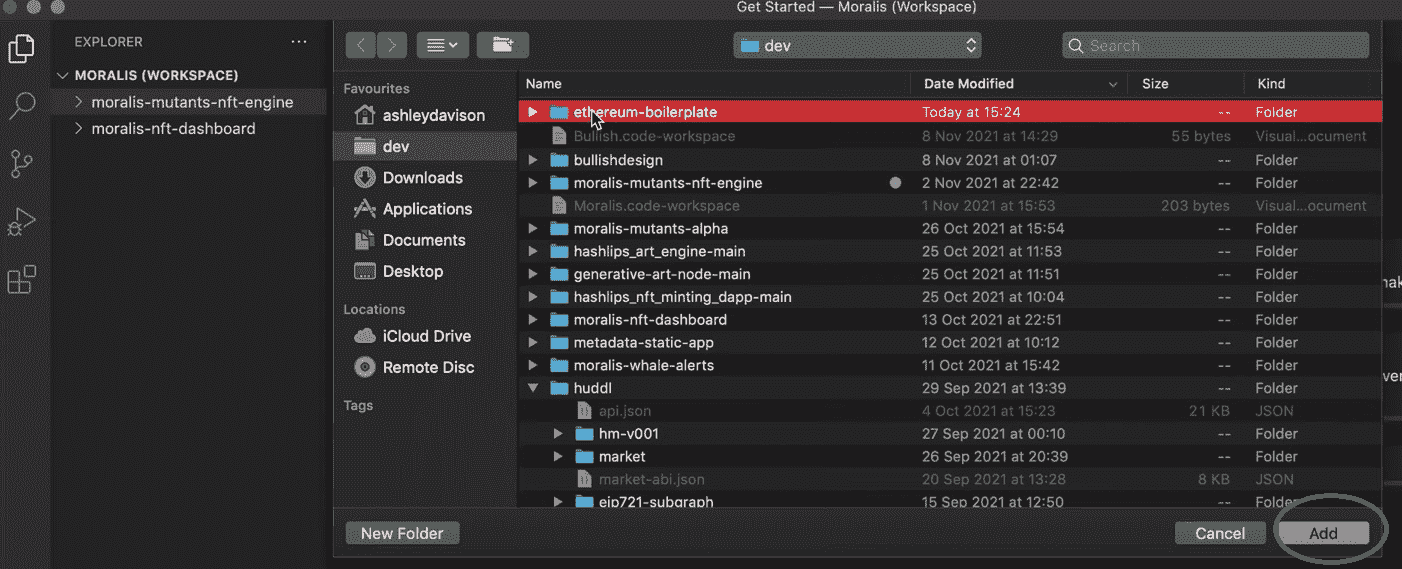 Get Started — Moralis (Workspace)
EXPLORER ...
MORALIS (WORKSPACE)
moralis-mutants-nft-engine
moralis-nft-dashboard
dev
Search
Favourites
ashleydavison
dev
Downloads
Applications
Documents
Desktop
Locations
iCloud Drive
Remote Disc
Tags
Name Date Modified Size Kind
ethereum-boilerplate Today at 15:24 -- Folder
Bullish.code-workspace 8 Nov 2021 at 14:29 55 bytes Visual...ocument
bullishdesign 8 Nov 2021 at 01:07 -- Folder
moralis-mutants-nft-engine 2 Nov 2021 at 22:42 -- Folder
Moralis.code-workspace 1 Nov 2021 at 15:53 203 bytes Visual...ocument
moralis-mutants-alpha 26 Oct 2021 at 15:54 -- Folder
hashlips_art_engine-main 25 Oct 2021 at 11:53 -- Folder
generative-art-node-main 25 Oct 2021 at 11:51 -- Folder
hashlips_nft_minting_dapp-main 25 Oct 2021 at 10:04 -- Folder
moralis-nft-dashboard 13 Oct 2021 at 22:51 -- Folder
metadata-static-app 12 Oct 2021 at 10:12 -- Folder
moralis-whale-alerts 11 Oct 2021 at 15:42 -- Folder
huddl 29 Sep 2021 at 13:39 -- Folder
api.json 4 Oct 2021 at 15:23 21 KB JSON
hm-v001 27 Sep 2021 at 00:10 -- Folder
market 26 Sep 2021 at 20:39 -- Folder
market-abi.json 20 Sep 2021 at 13:28 8 KB JSON
eip721-subgraph 15 Sep 2021 at 12:50 -- Folder
New Folder Cancel Add